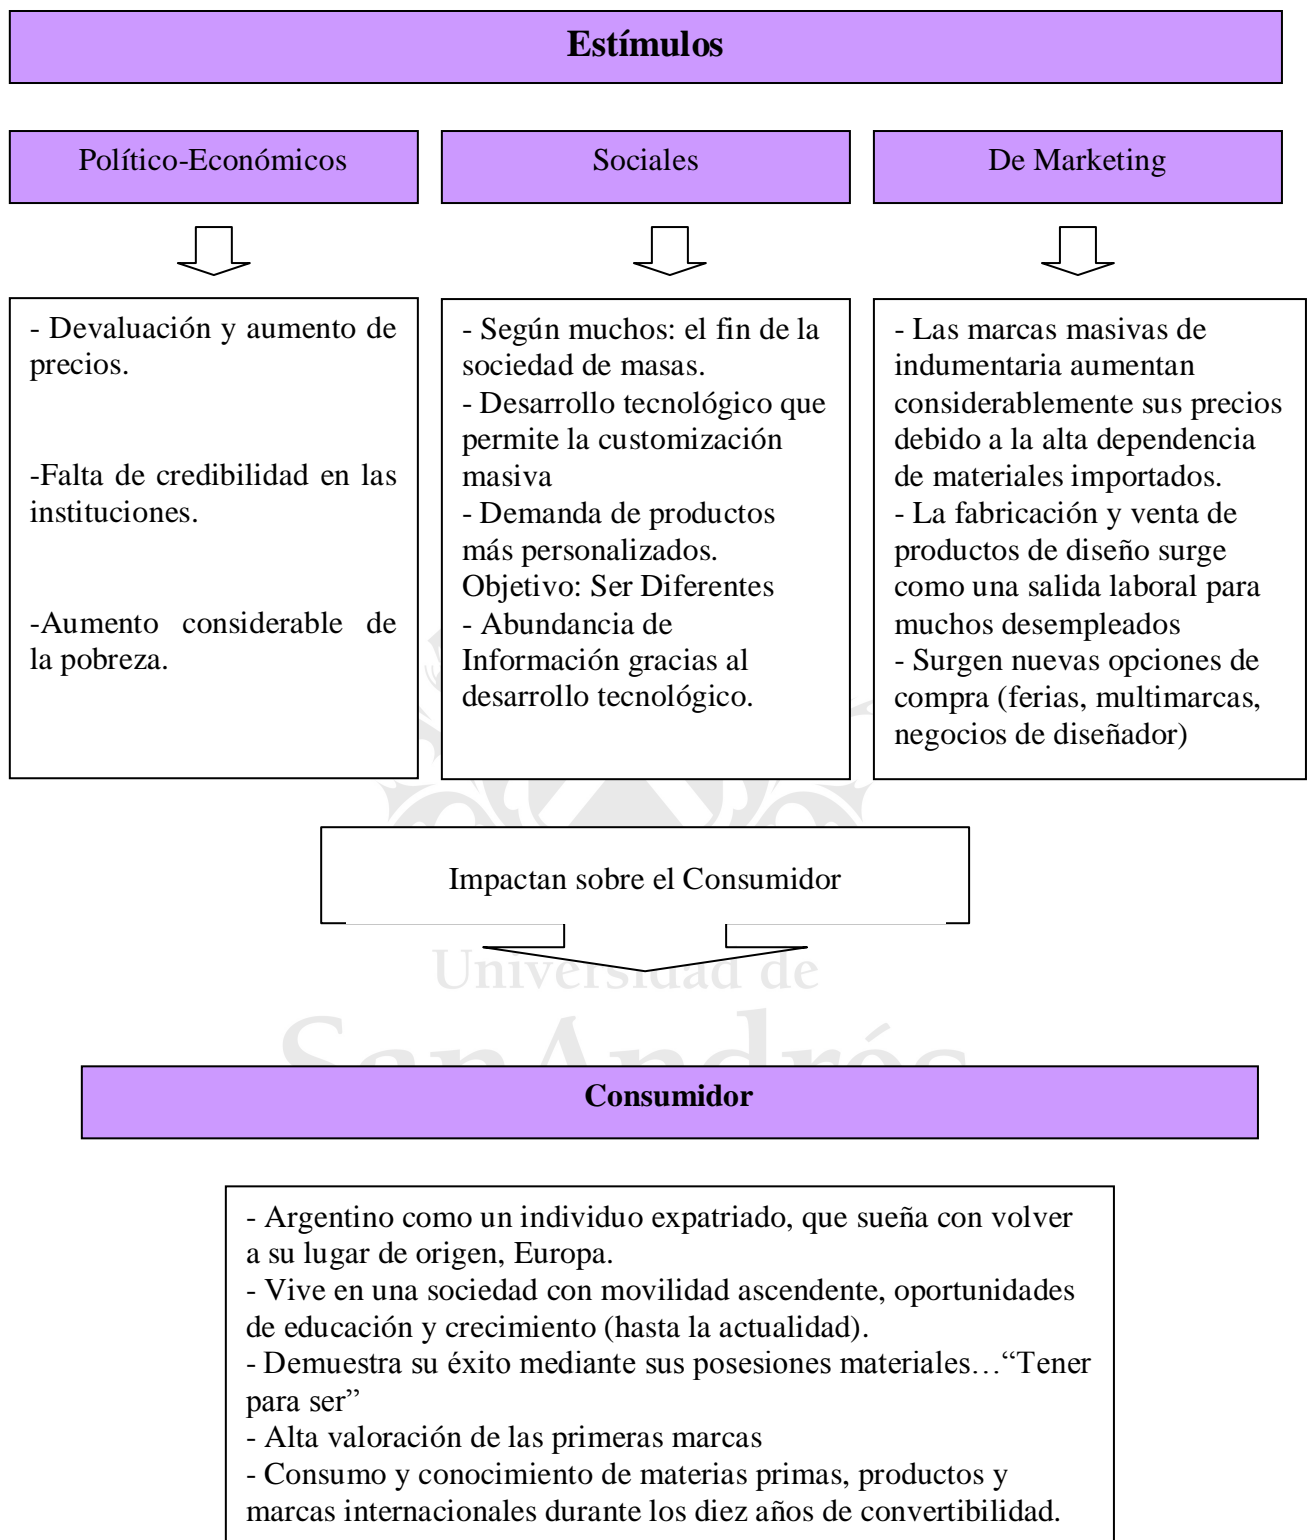 Estímulos
Político-Económicos
Sociales
De Marketing
- Devaluación y aumento de
precios.
-Falta de credibilidad en las
instituciones.
-Aumento considerable de
la pobreza.
- Según muchos: el fin de la
sociedad de masas.
- Desarrollo tecnológico que
permite la customización
masiva
- Demanda de productos
más personalizados.
Objetivo: Ser Diferentes
- Abundancia de
Información gracias al
desarrollo tecnológico.
- Las marcas masivas de
indumentaria aumentan
considerablemente sus precios
debido a la alta dependencia
de materiales importados.
- La fabricación y venta de
productos de diseño surge
como una salida laboral para
muchos desempleados
- Surgen nuevas opciones de
compra (ferias, multimarcas,
negocios de diseñador)
Impactan sobre el Consumidor
Universidad de
SanAndrés
Consumidor
- Argentino como un individuo expatriado, que sueña con volver
a su lugar de origen, Europa.
- Vive en una sociedad con movilidad ascendente, oportunidades
de educación y crecimiento (hasta la actualidad).
- Demuestra su éxito mediante sus posesiones materiales…“Tener
para ser”
- Alta valoración de las primeras marcas
- Consumo y conocimiento de materias primas, productos y
marcas internacionales durante los diez años de convertibilidad.